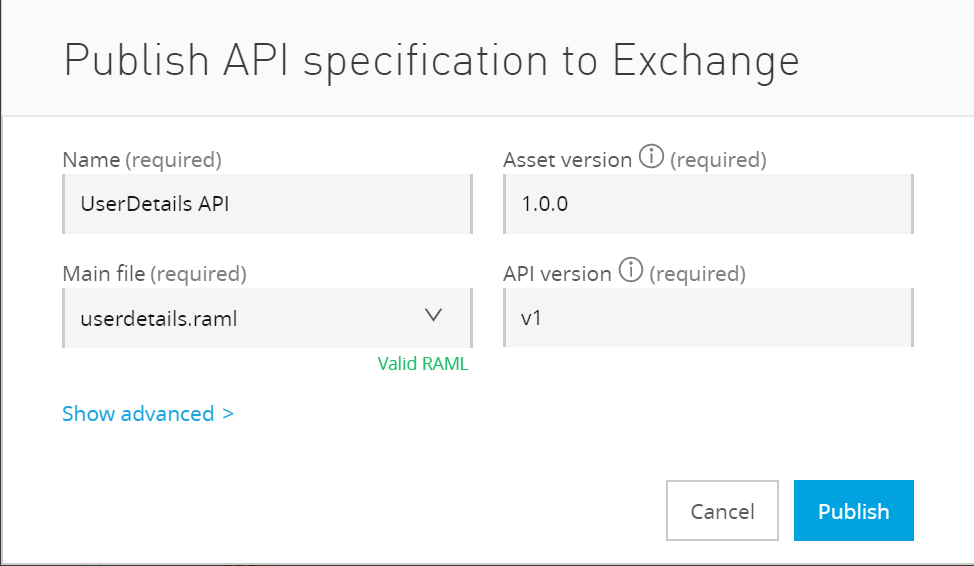 Publish API specification to Exchange
Name (required)
UserDetails API
Asset version (required)
1.0.0
Main file (required)
userdetails.raml
Valid RAML
API version (required)
v1
Show advanced >
Cancel
Publish